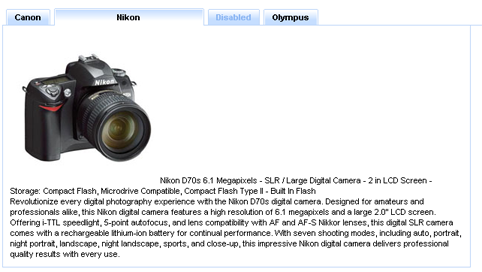 Canon Nikon Disabled Olympus
Nikon
Nikon D70s 6.1 Megapixels - SLR / Large Digital Camera - 2 in LCD Screen -
Storage: Compact Flash, Microdrive Compatible, Compact Flash Type II - Built In Flash
Revolutionize every digital photography experience with the Nikon D70s digital camera. Designed for amateurs and
professionals alike, this Nikon digital camera features a high resolution of 6.1 megapixels and a large 2.0" LCD screen.
Offering i-TTL speedlight, 5-point autofocus, and lens compatibility with AF and AF-S Nikkor lenses, this digital SLR camera
comes with a rechargeable lithium-ion battery for continual performance. With seven shooting modes, including auto, portrait,
night portrait, landscape, night landscape, sports, and close-up, this impressive Nikon digital camera delivers professional
quality results with every use.